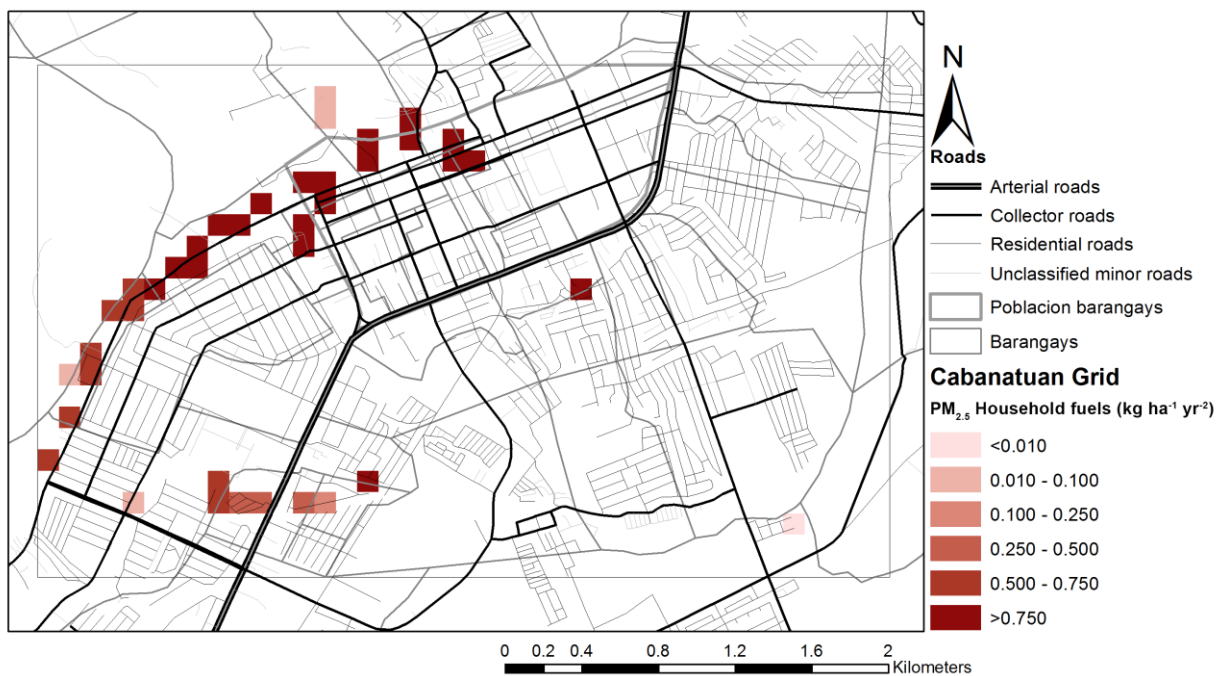 N
Roads
Arterial roads
Collector roads
Residential roads
Unclassified minor roads
Poblacion barangays
Barangays
Cabanatuan Grid
PM₂.₅ Household fuels (kg ha⁻¹ yr⁻²)
<0.010
0.010 - 0.100
0.100 - 0.250
0.250 - 0.500
0.500 - 0.750
>0.750
0 0.2 0.4 0.8 1.2 1.6 2
Kilometers